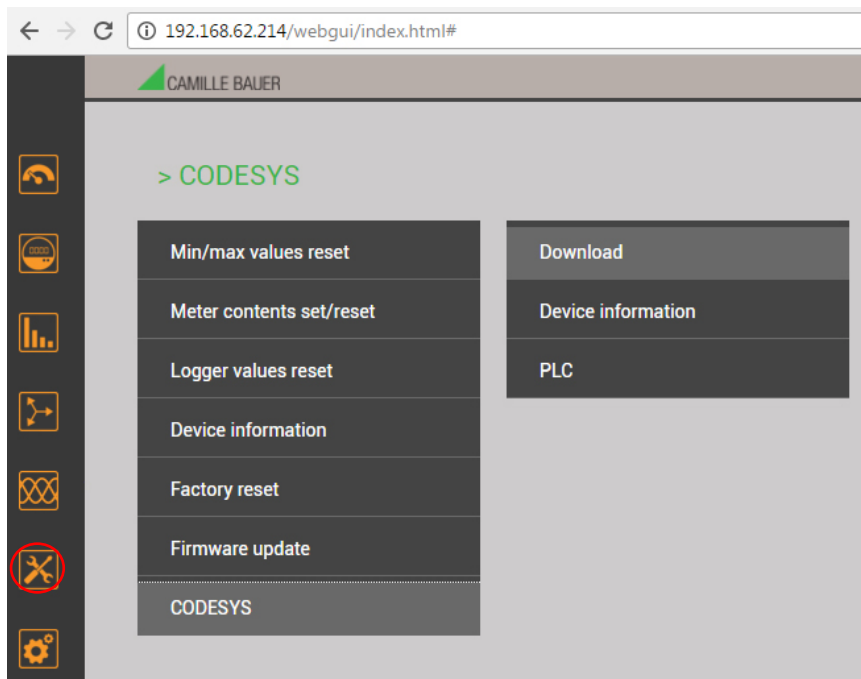 192.168.62.214/webgui/index.html#
CAMILLE BAUER
> CODESYS
Min/max values reset
Meter contents set/reset
Logger values reset
Device information
Factory reset
Firmware update
CODESYS
Download
Device information
PLC